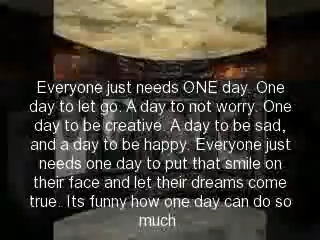 Everyone just needs ONE day. One
day to let go. A day to not worry. One
day to be creative. A day to be sad,
and a day to be happy. Everyone just
needs one day to put that smile on
their face and let their dreams come
true. Its funny how one day can do so
much